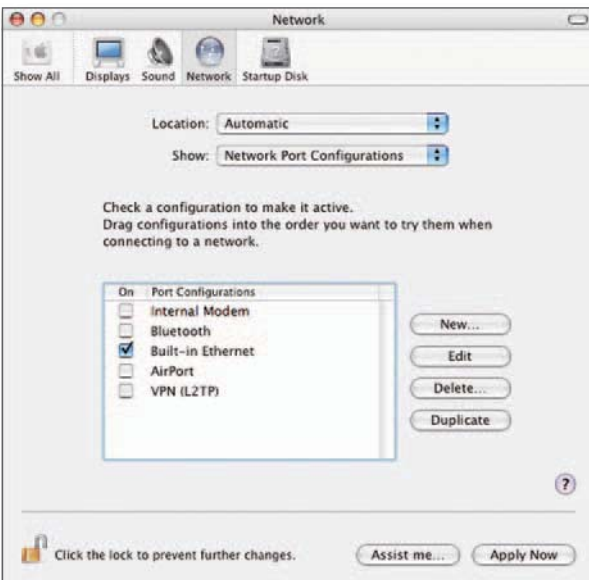 Network
Show All Displays Sound Network Startup Disk
Location: Automatic
Show: Network Port Configurations
Check a configuration to make it active.
Drag configurations into the order you want to try them when
connecting to a network.
On Port Configurations
Internal Modem
Bluetooth
Built-in Ethernet
AirPort
VPN (L2TP)
New...
Edit
Delete...
Duplicate
?
Click the lock to prevent further changes.
Assist me... Apply Now